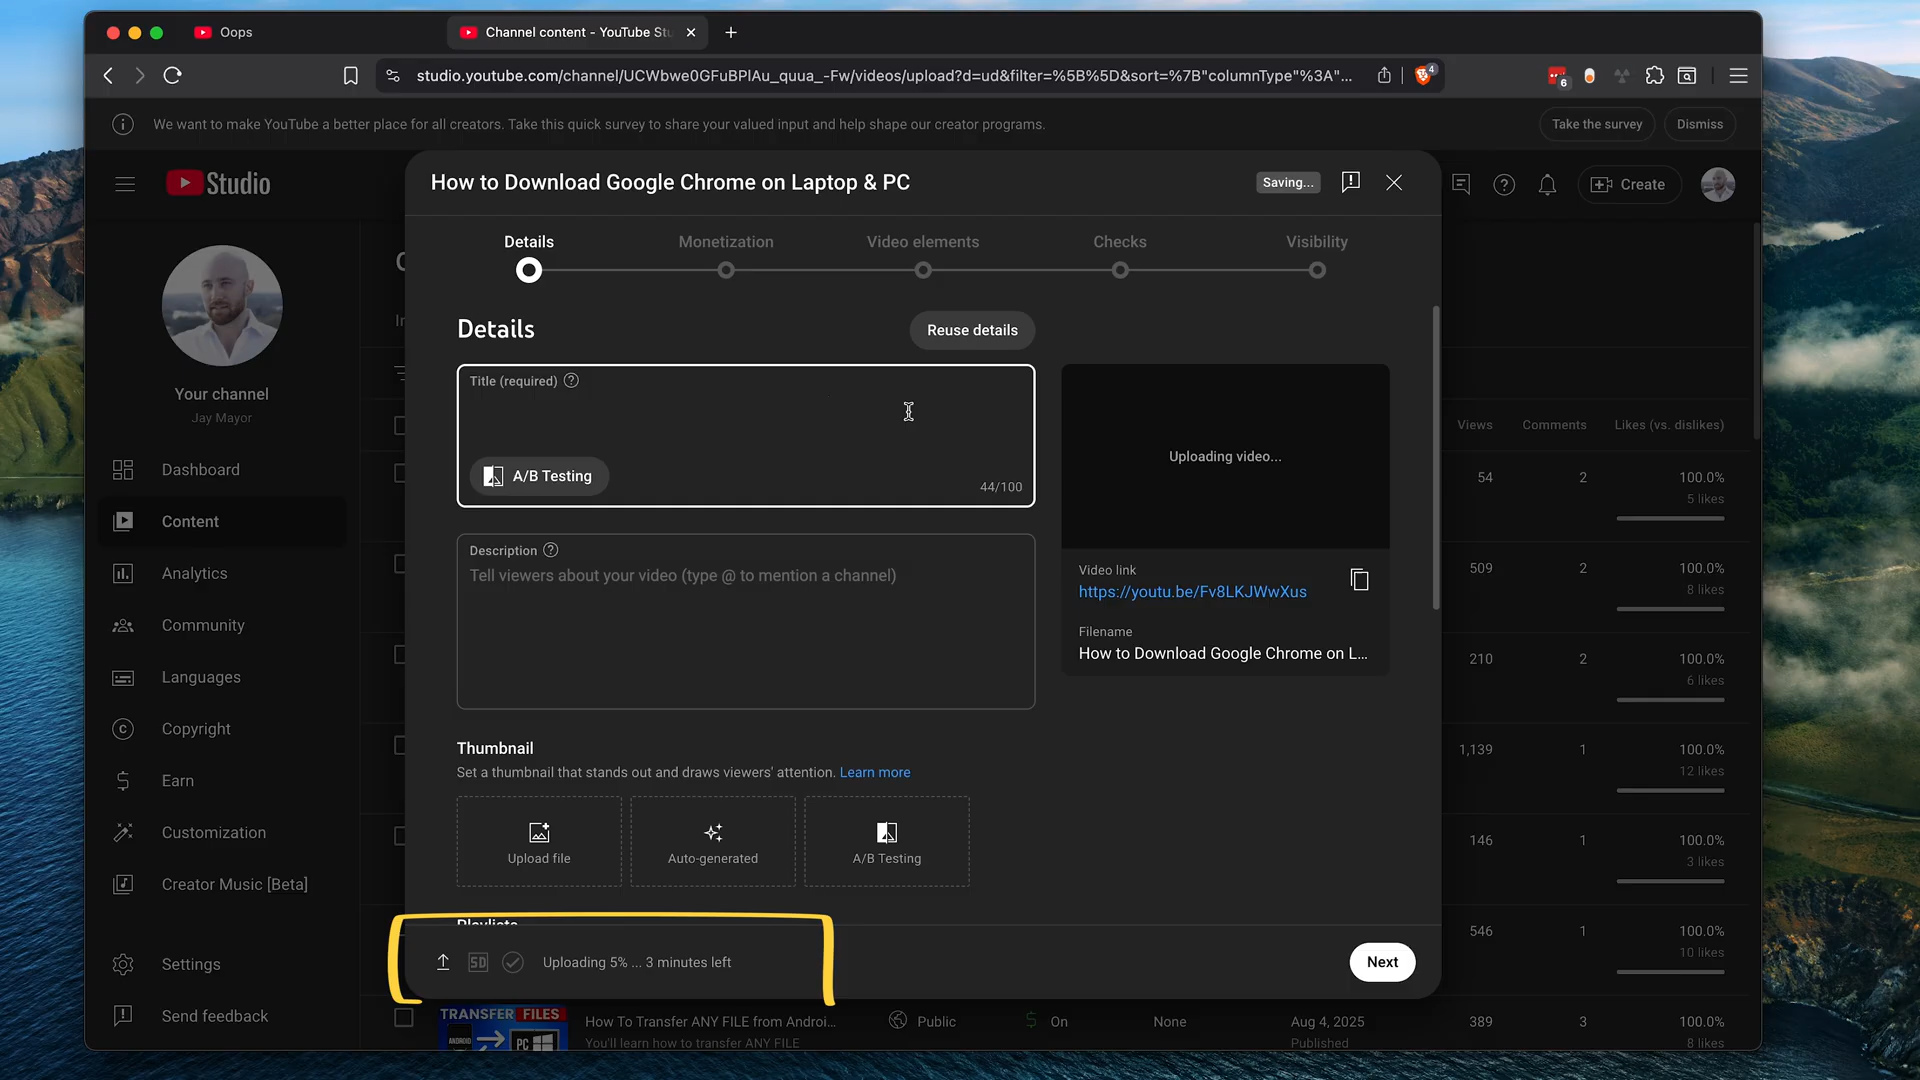 Oops
Channel content - YouTube Stu
studio.youtube.com/channel/UCWbwe0GFuBPlAu_quua_-Fw/videos/upload?d=ud&filter=%5B%5D&sort=%7B"columnType"%3A"...
4
6
We want to make YouTube a better place for all creators. Take this quick survey to share your valued input and help shape our creator programs.
Take the survey
Dismiss
Studio
How to Download Google Chrome on Laptop & PC
Saving...
Create
Details
Monetization
Video elements
Checks
Visibility
Details
Reuse details
Title (required)
A/B Testing
44/100
Uploading video...
Description
Tell viewers about your video (type @ to mention a channel)
Video link
https://youtu.be/Fv8LKJWwXus
Filename
How to Download Google Chrome on L...
Thumbnail
Set a thumbnail that stands out and draws viewers' attention. Learn more
Upload file
Auto-generated
A/B Testing
Playlists
SD
Uploading 5% ... 3 minutes left
Next
Your channel
Jay Mayor
Dashboard
Content
Analytics
Community
Languages
Copyright
Earn
Customization
Creator Music [Beta]
Settings
Send feedback
Views
Comments
Likes (vs. dislikes)
54
2
100.0%
5 likes
509
2
100.0%
8 likes
210
2
100.0%
6 likes
1,139
1
100.0%
12 likes
146
1
100.0%
3 likes
546
1
100.0%
10 likes
TRANSFER FILES
ANDROID
PC
How To Transfer ANY FILE from Androi...
You'll learn how to transfer ANY FILE
Public
On
None
Aug 4, 2025
Published
389
3
100.0%
8 likes